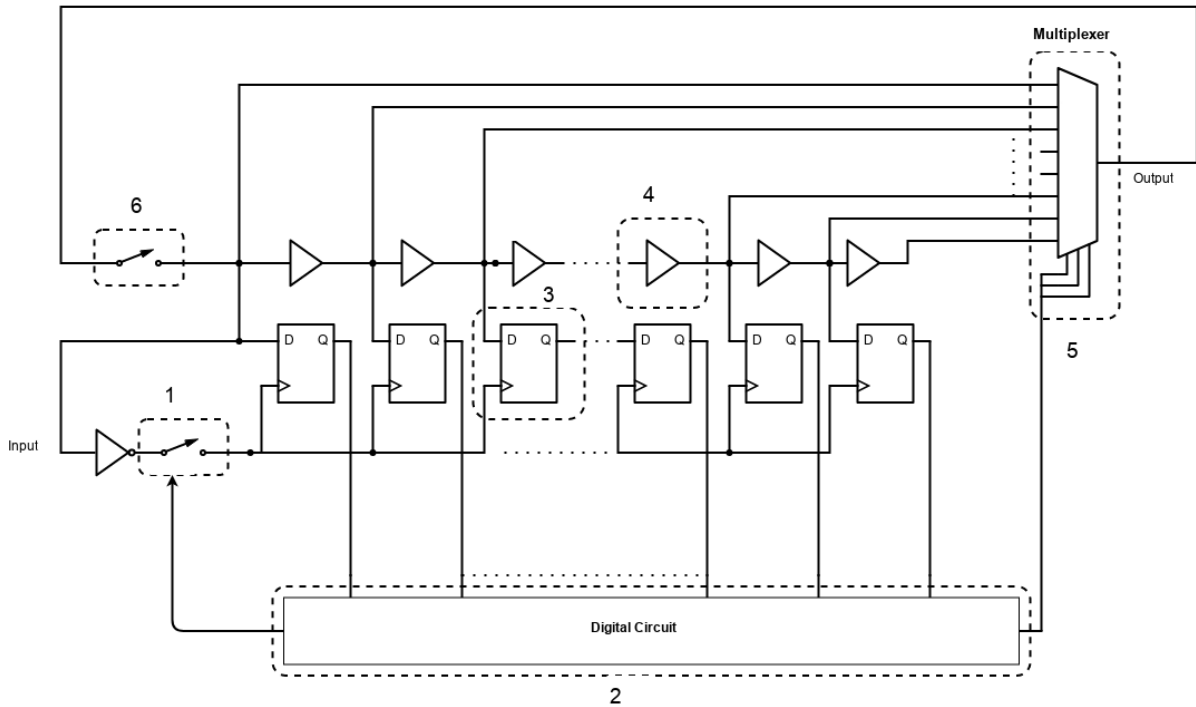 Multiplexer
Output
6
4
3
D Q
D Q
D Q
D Q
D Q
D Q
5
1
Input
Digital Circuit
2